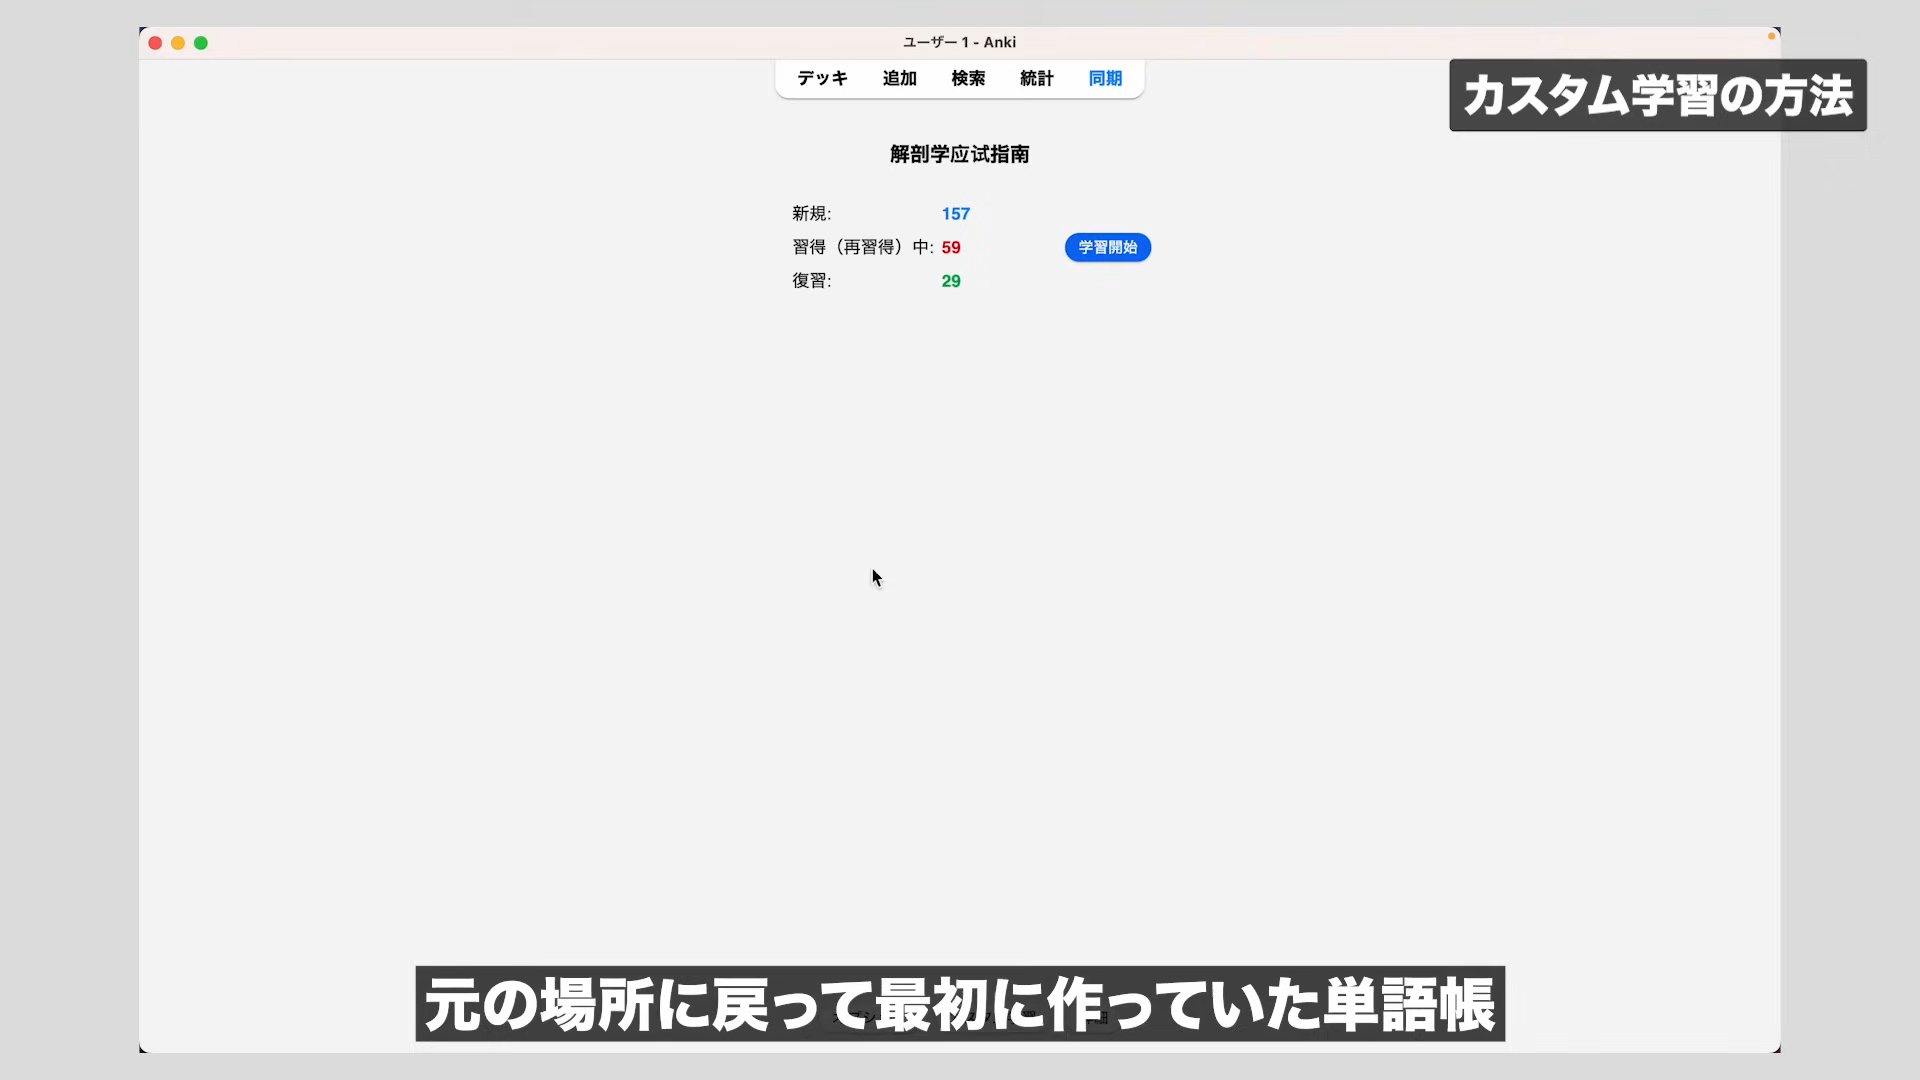 ユーザー 1 - Anki
デッキ 追加 検索 統計 同期
カスタム学習の方法
解剖学应试指南
新規: 157
習得（再習得）中: 59 学習開始
復習: 29
元の場所に戻って最初に作っていた単語帳